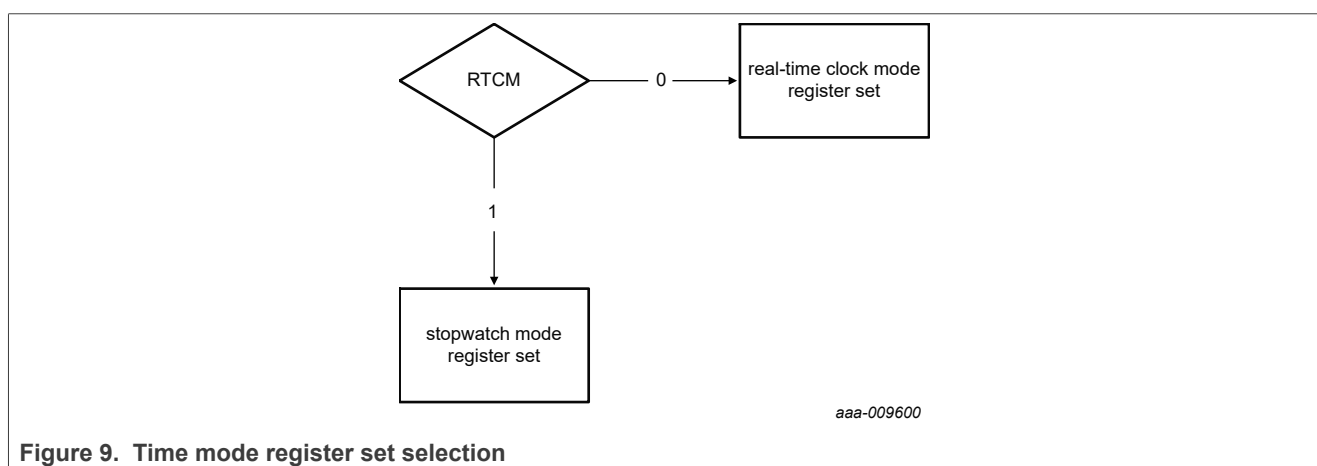 RTCM
0
real-time clock mode
register set
1
stopwatch mode
register set
aaa-009600
Figure 9. Time mode register set selection